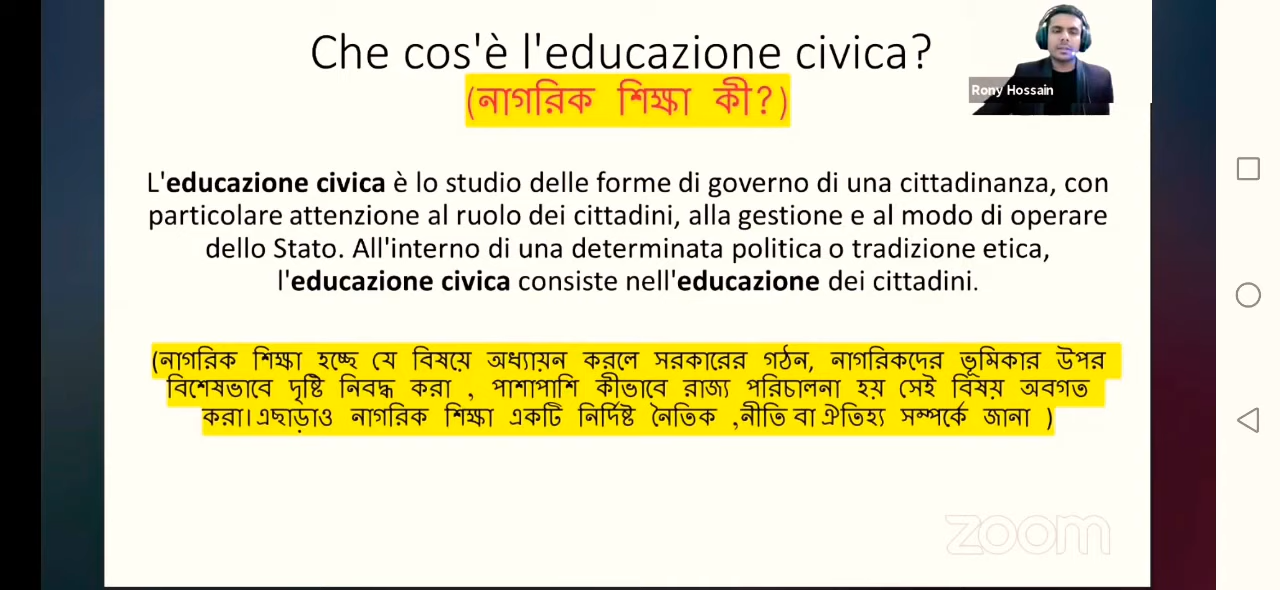 Che cos'è l'educazione civica?
(নাগরিক শিক্ষা কী?)
Rony Hossain
L'educazione civica è lo studio delle forme di governo di una cittadinanza, con
particolare attenzione al ruolo dei cittadini, alla gestione e al modo di operare
dello Stato. All'interno di una determinata politica o tradizione etica,
l'educazione civica consiste nell'educazione dei cittadini.
(নাগরিক শিক্ষা হচ্ছে যে বিষয়ে অধ্যায়ন করলে সরকারের গঠন, নাগরিকদের ভূমিকার উপর
বিশেষভাবে দৃষ্টি নিবদ্ধ করা , পাশাপাশি কীভাবে রাজ্য পরিচালনা হয় সেই বিষয় অবগত
করা। এছাড়াও নাগরিক শিক্ষা একটি নির্দিষ্ট নৈতিক ,নীতি বা ঐতিহ্য সম্পর্কে জানা )
zoom